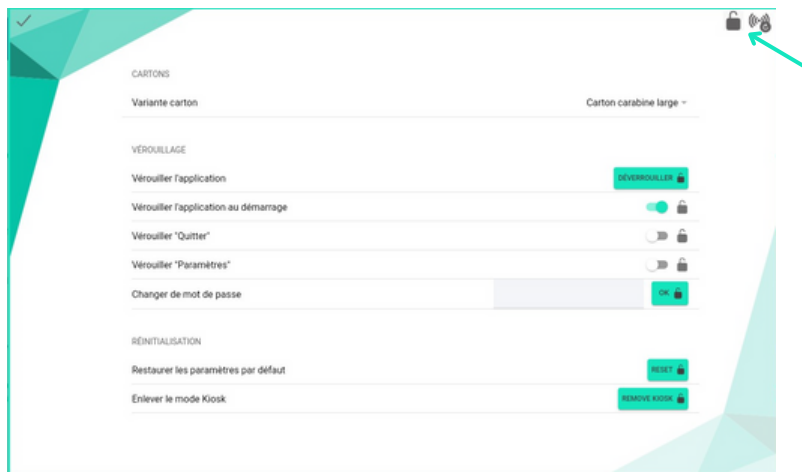 CARTONS
Variante carton Carton carabine large
VÉROUILLAGE
Vérouiller l'application DÉVERROUILLER
Vérouiller l'application au démarrage
Vérouiller "Quitter"
Vérouiller "Paramètres"
Changer de mot de passe OK
RÉINITIALISATION
Restaurer les paramètres par défaut RESET
Enlever le mode Kiosk REMOVE KIOSK